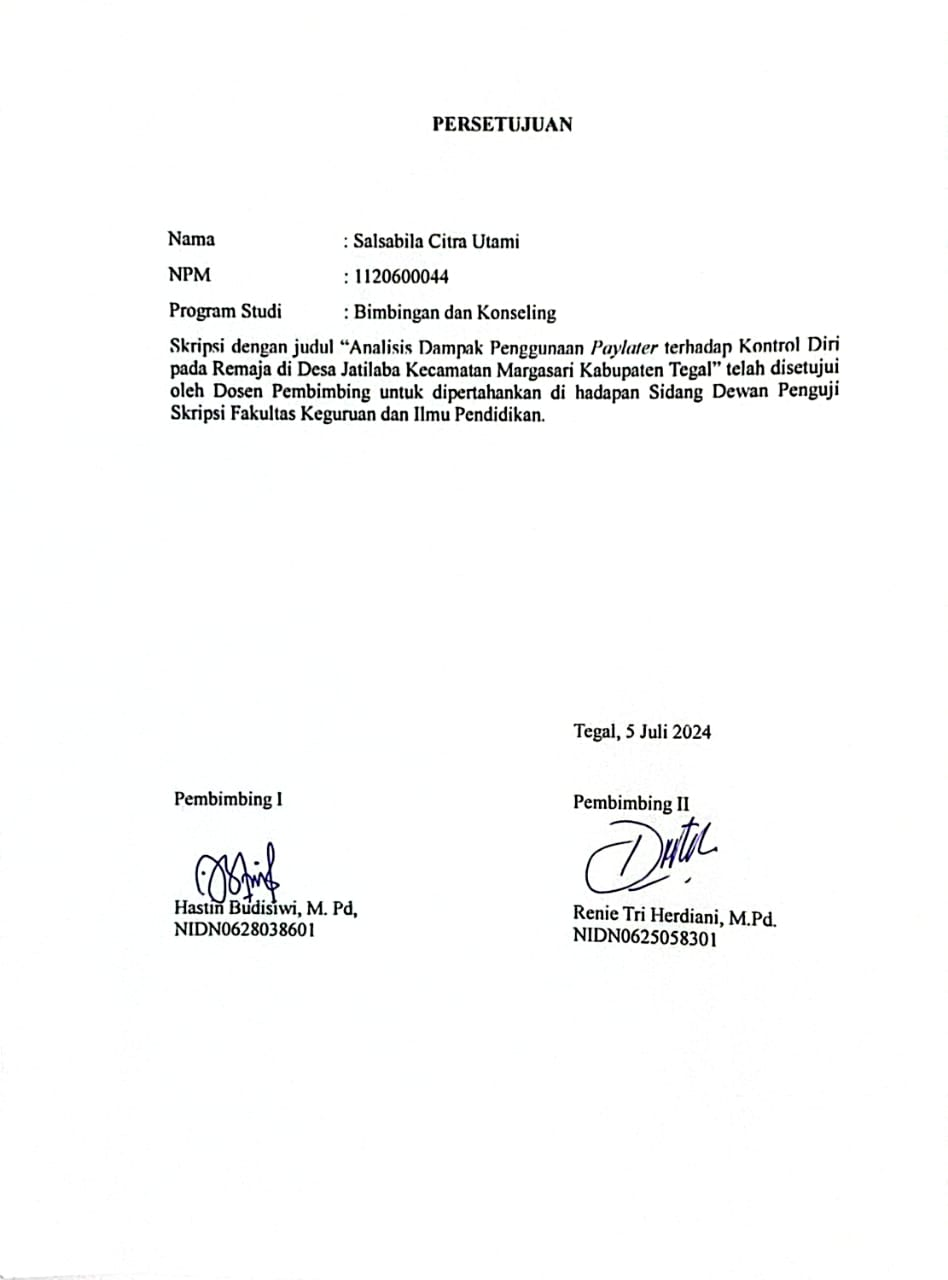 PERSETUJUAN
Nama : Salsabila Citra Utami
NPM : 1120600044
Program Studi : Bimbingan dan Konseling
Skripsi dengan judul “Analisis Dampak Penggunaan Paylater terhadap Kontrol Diri
pada Remaja di Desa Jatilaba Kecamatan Margasari Kabupaten Tegal” telah disetujui
oleh Dosen Pembimbing untuk dipertahankan di hadapan Sidang Dewan Penguji
Skripsi Fakultas Keguruan dan Ilmu Pendidikan.
Tegal, 5 Juli 2024
Pembimbing I
Hastin Budisiwi, M. Pd,
NIDN0628038601
Pembimbing II
Renie Tri Herdiani, M.Pd.
NIDN0625058301